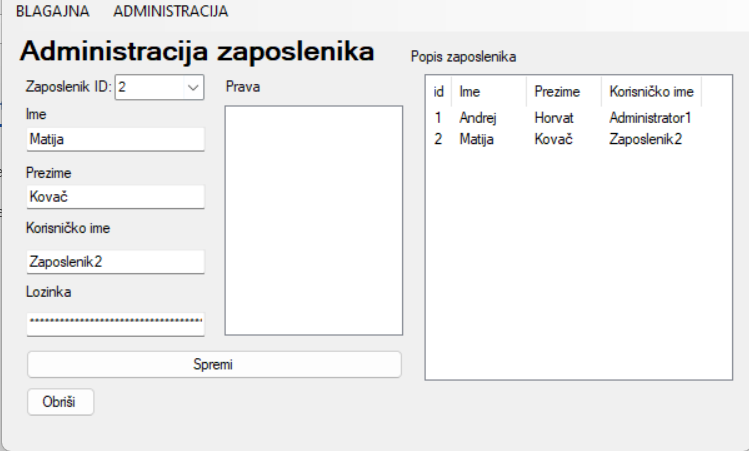 BLAGAJNA ADMINISTRACIJA
Administracija zaposlenika
Zaposlenik ID: 2
Ime
Matija
Prezime
Kovač
Korisničko ime
Zaposlenik2
Lozinka
Prava
Spremi
Obriši
Popis zaposlenika
id Ime Prezime Korisničko ime
1 Andrej Horvat Administrator1
2 Matija Kovač Zaposlenik2